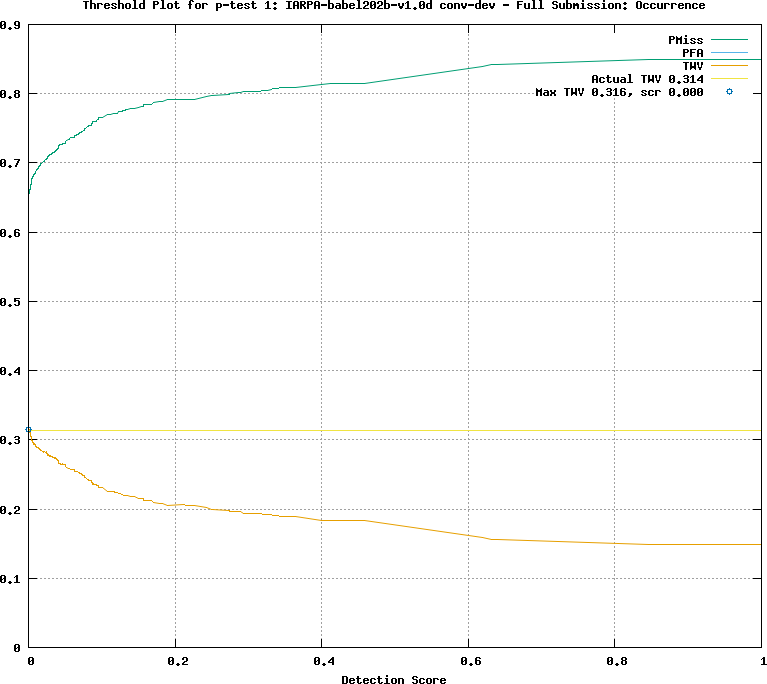 Threshold Plot for p-test 1: IARPA-babel202b-v1.0d conv-dev - Full Submission: Occurrence
0.9
PMiss
PFA
TWV
Actual TWV 0.314
Max TWV 0.316, scr 0.000
0.8
0.7
0.6
0.5
0.4
0.3
0.2
0.1
0
0 0.2 0.4 0.6 0.8 1
Detection Score